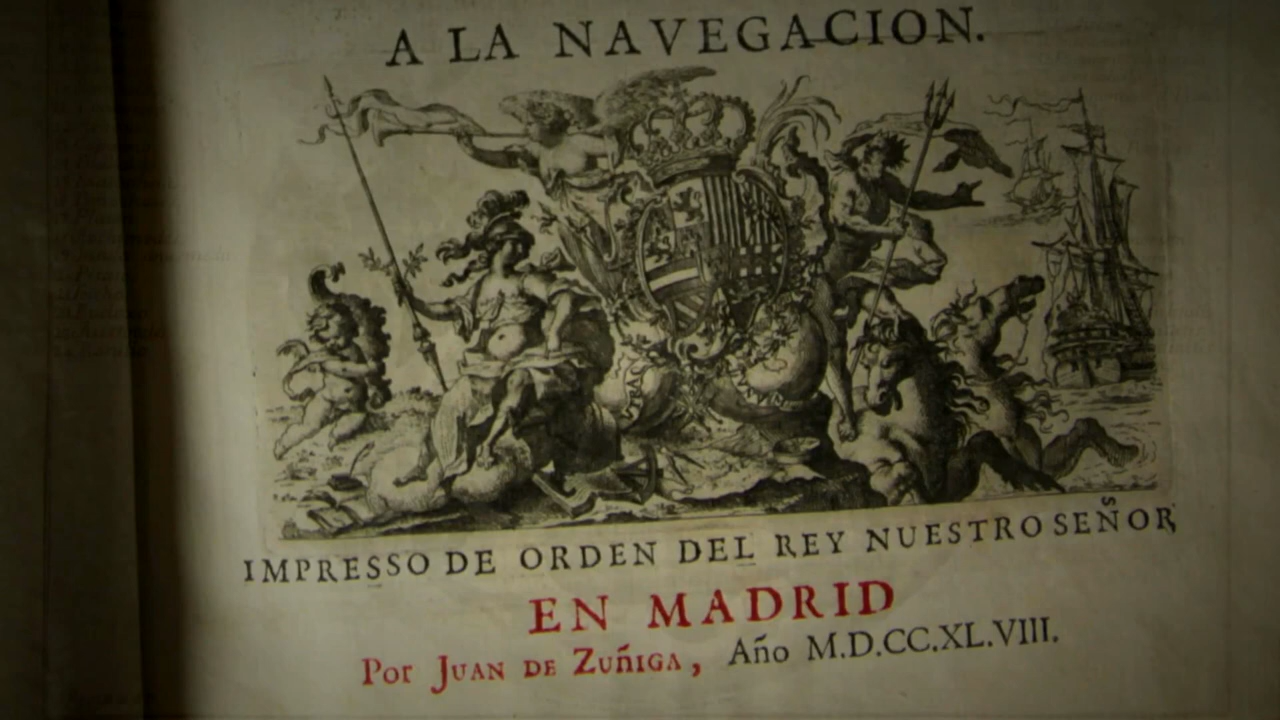 A LA NAVEGACION.
IMPRESSO DE ORDEN DEL REY NUESTRO SEÑOR
EN MADRID
Por JUAN DE ZUÑIGA, Año M.D.CC.XL.VIII.